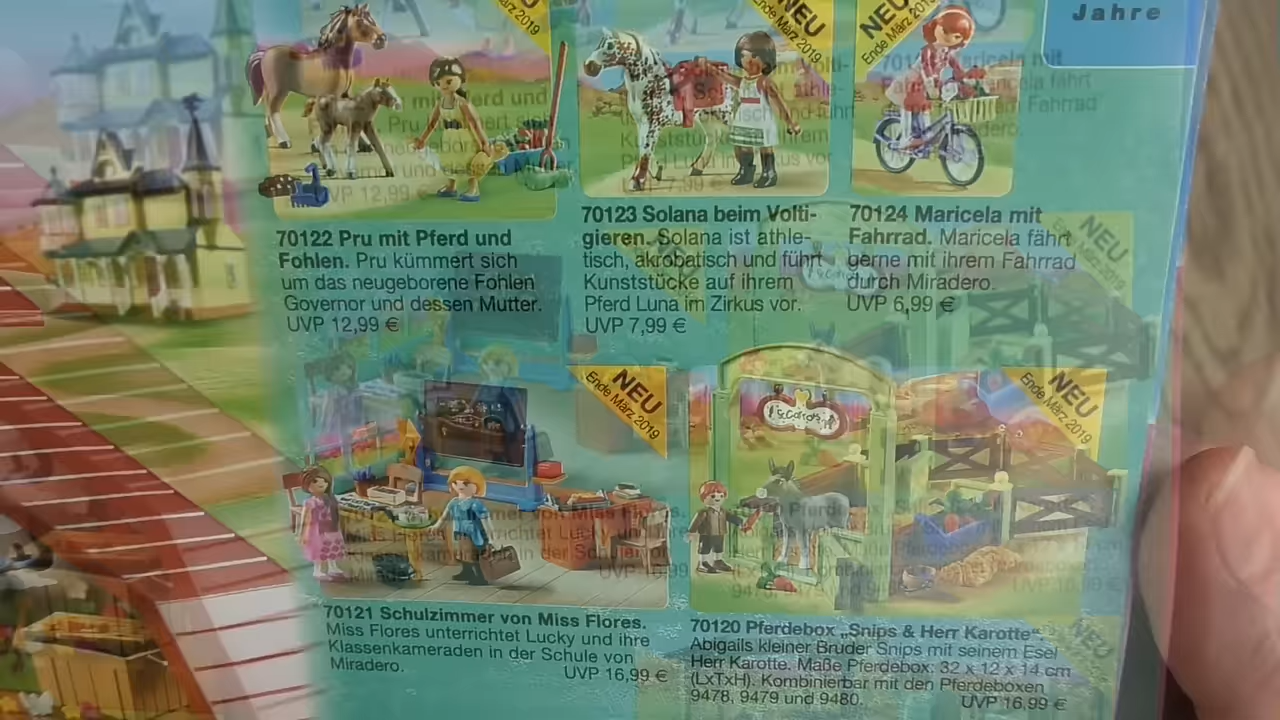 Jahre
NEU
Ende März 2019
NEU
Ende März 2019
NEU
Ende März 2019
70122 Pru mit Pferd und
Fohlen. Pru kümmert sich
um das neugeborene Fohlen
Governor und dessen Mutter.
UVP 12,99 €
70123 Solana beim Volti-
gieren. Solana ist athle-
tisch, akrobatisch und führt
Kunststücke auf ihrem
Pferd Luna im Zirkus vor.
UVP 7,99 €
70124 Maricela mit
Fahrrad. Maricela fährt
gerne mit ihrem Fahrrad
durch Miradero.
UVP 6,99 €
NEU
Ende März 2019
NEU
Ende März 2019
70121 Schulzimmer von Miss Flores.
Miss Flores unterrichtet Lucky und ihre
Klassenkameraden in der Schule von
Miradero.
UVP 16,99 €
70120 Pferdebox „Snips & Herr Karotte“
Abigails kleiner Bruder Snips mit seinem Esel
Herr Karotte. Maße Pferdebox: 32 x 12 x 14 cm
(LxTxH). Kombinierbar mit den Pferdeboxen
9478, 9479 und 9480.
UVP 16,99 €